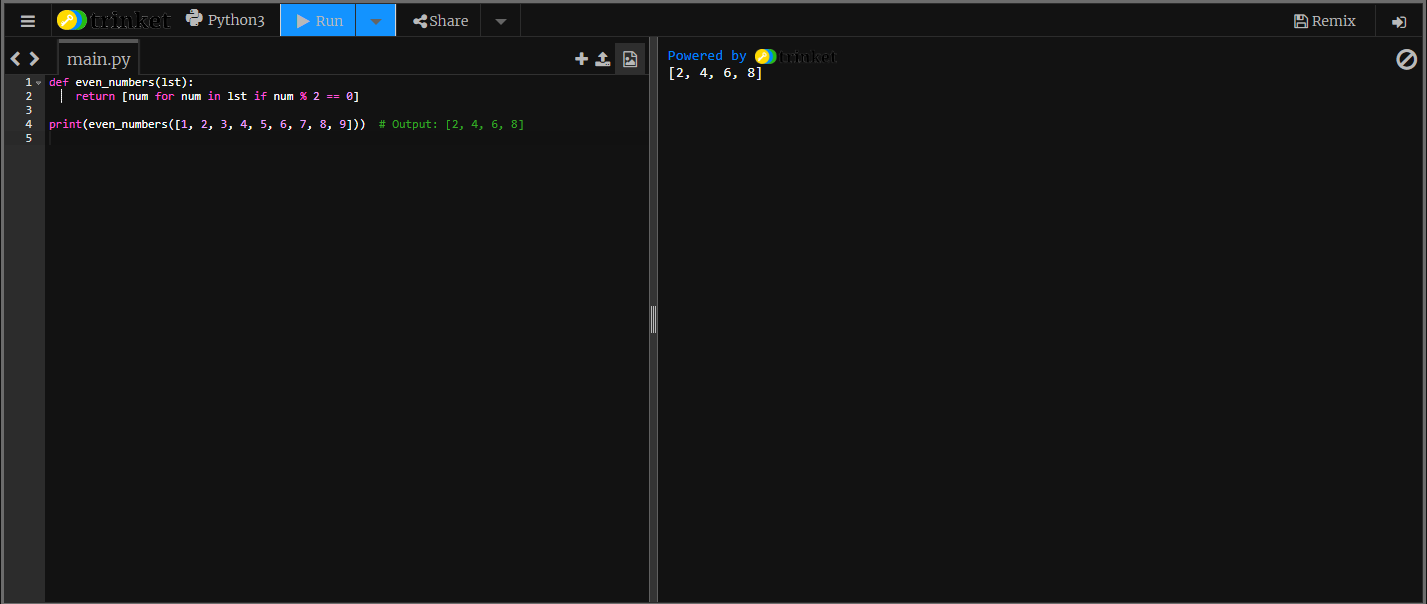 trinket Python3 Run Share Remix
main.py
1 def even_numbers(lst):
2     return [num for num in lst if num % 2 == 0]
3
4 print(even_numbers([1, 2, 3, 4, 5, 6, 7, 8, 9]))  # Output: [2, 4, 6, 8]
5
Powered by trinket
[2, 4, 6, 8]